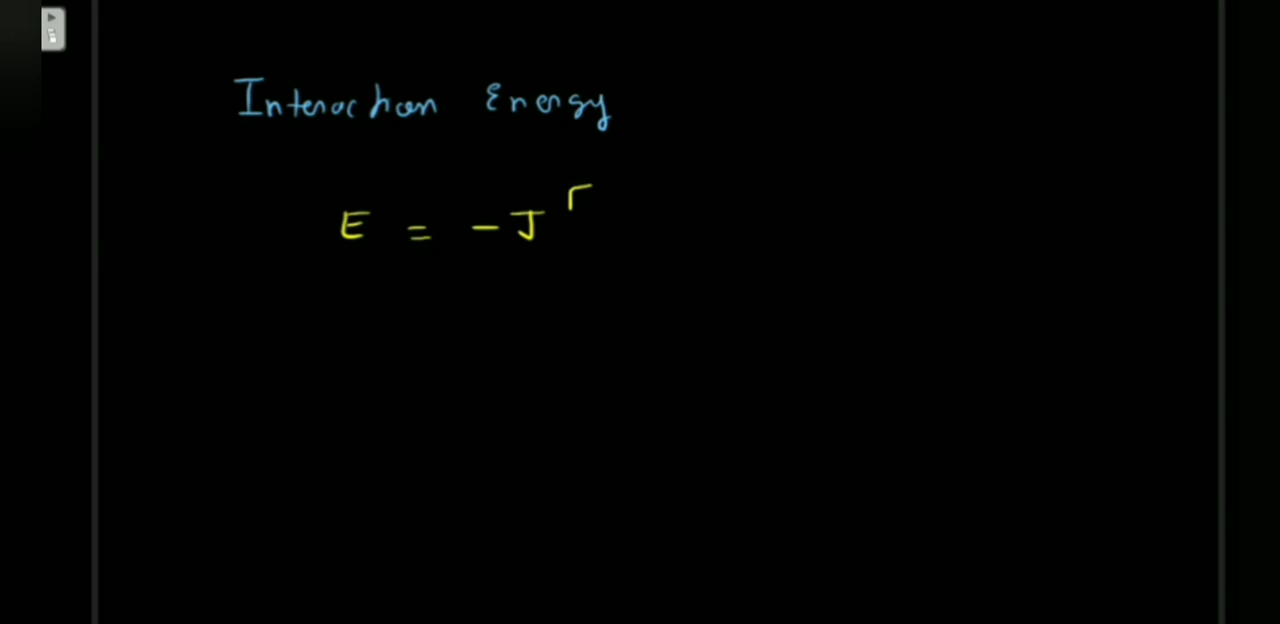 Interaction Energy
E = - J